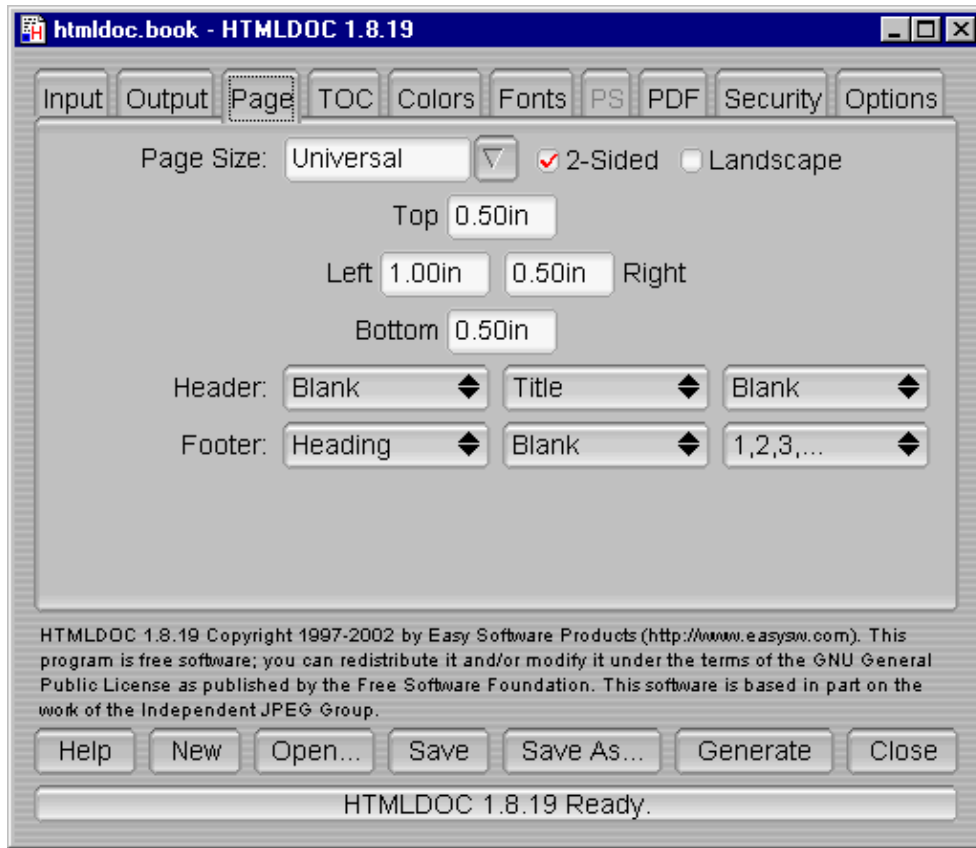 htmldoc.book - HTMLDOC 1.8.19
Input Output Page TOC Colors Fonts PS PDF Security Options
Page Size: Universal 2-Sided Landscape
Top 0.50in
Left 1.00in 0.50in Right
Bottom 0.50in
Header: Blank Title Blank
Footer: Heading Blank 1,2,3,...
HTMLDOC 1.8.19 Copyright 1997-2002 by Easy Software Products (http://www.easysw.com). This
program is free software; you can redistribute it and/or modify it under the terms of the GNU General
Public License as published by the Free Software Foundation. This software is based in part on the
work of the Independent JPEG Group.
Help New Open... Save Save As... Generate Close
HTMLDOC 1.8.19 Ready.